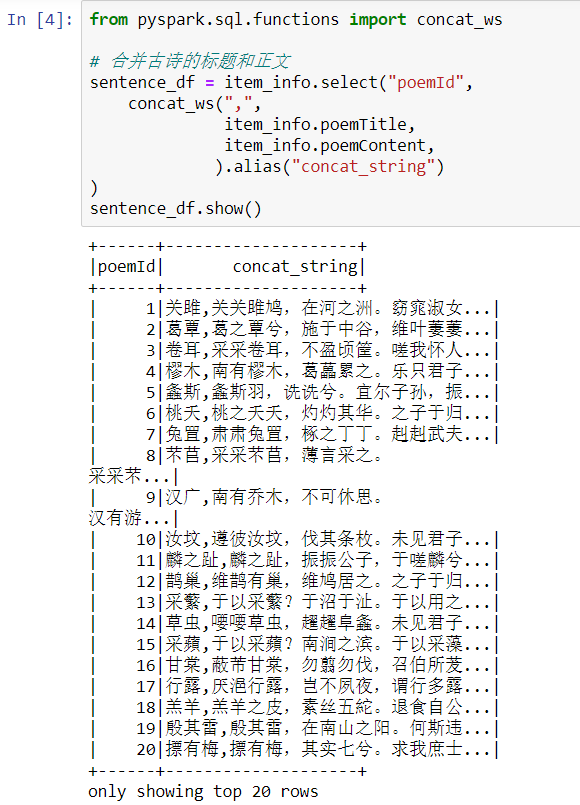 In [4]: from pyspark.sql.functions import concat_ws
# 合并古诗的标题和正文
sentence_df = item_info.select("poemId",
    concat_ws(",",
             item_info.poemTitle,
             item_info.poemContent,
            ).alias("concat_string")
)
sentence_df.show()
+------+--------------------+
|poemId|       concat_string|
+------+--------------------+
|     1|关雎,关关雎鸠，在河之洲。窈窕淑女...|
|     2|葛覃,葛之覃兮，施于中谷，维叶萋萋...|
|     3|卷耳,采采卷耳，不盈顷筐。嗟我怀人...|
|     4|樛木,南有樛木，葛藟累之。乐只君子...|
|     5|螽斯,螽斯羽，诜诜兮。宜尔子孙，振...|
|     6|桃夭,桃之夭夭，灼灼其华。之子于归...|
|     7|兔罝,肃肃兔罝，椓之丁丁。赳赳武夫...|
|     8|芣苢,采采芣苢，薄言采之。
采采芣...|
|     9|汉广,南有乔木，不可休思。
汉有游...|
|    10|汝坟,遵彼汝坟，伐其条枚。未见君子...|
|    11|麟之趾,麟之趾，振振公子，于嗟麟兮...|
|    12|鹊巢,维鹊有巢，维鸠居之。之子于归...|
|    13|采蘩,于以采蘩？于沼于沚。于以用之...|
|    14|草虫,喓喓草虫，趯趯阜螽。未见君子...|
|    15|采蘋,于以采蘋？南涧之滨。于以采藻...|
|    16|甘棠,蔽芾甘棠，勿翦勿伐，召伯所茇...|
|    17|行露,厌浥行露，岂不夙夜，谓行多露...|
|    18|羔羊,羔羊之皮，素丝五紽。退食自公...|
|    19|殷其雷,殷其雷，在南山之阳。何斯违...|
|    20|摽有梅,摽有梅，其实七兮。求我庶士...|
+------+--------------------+
only showing top 20 rows